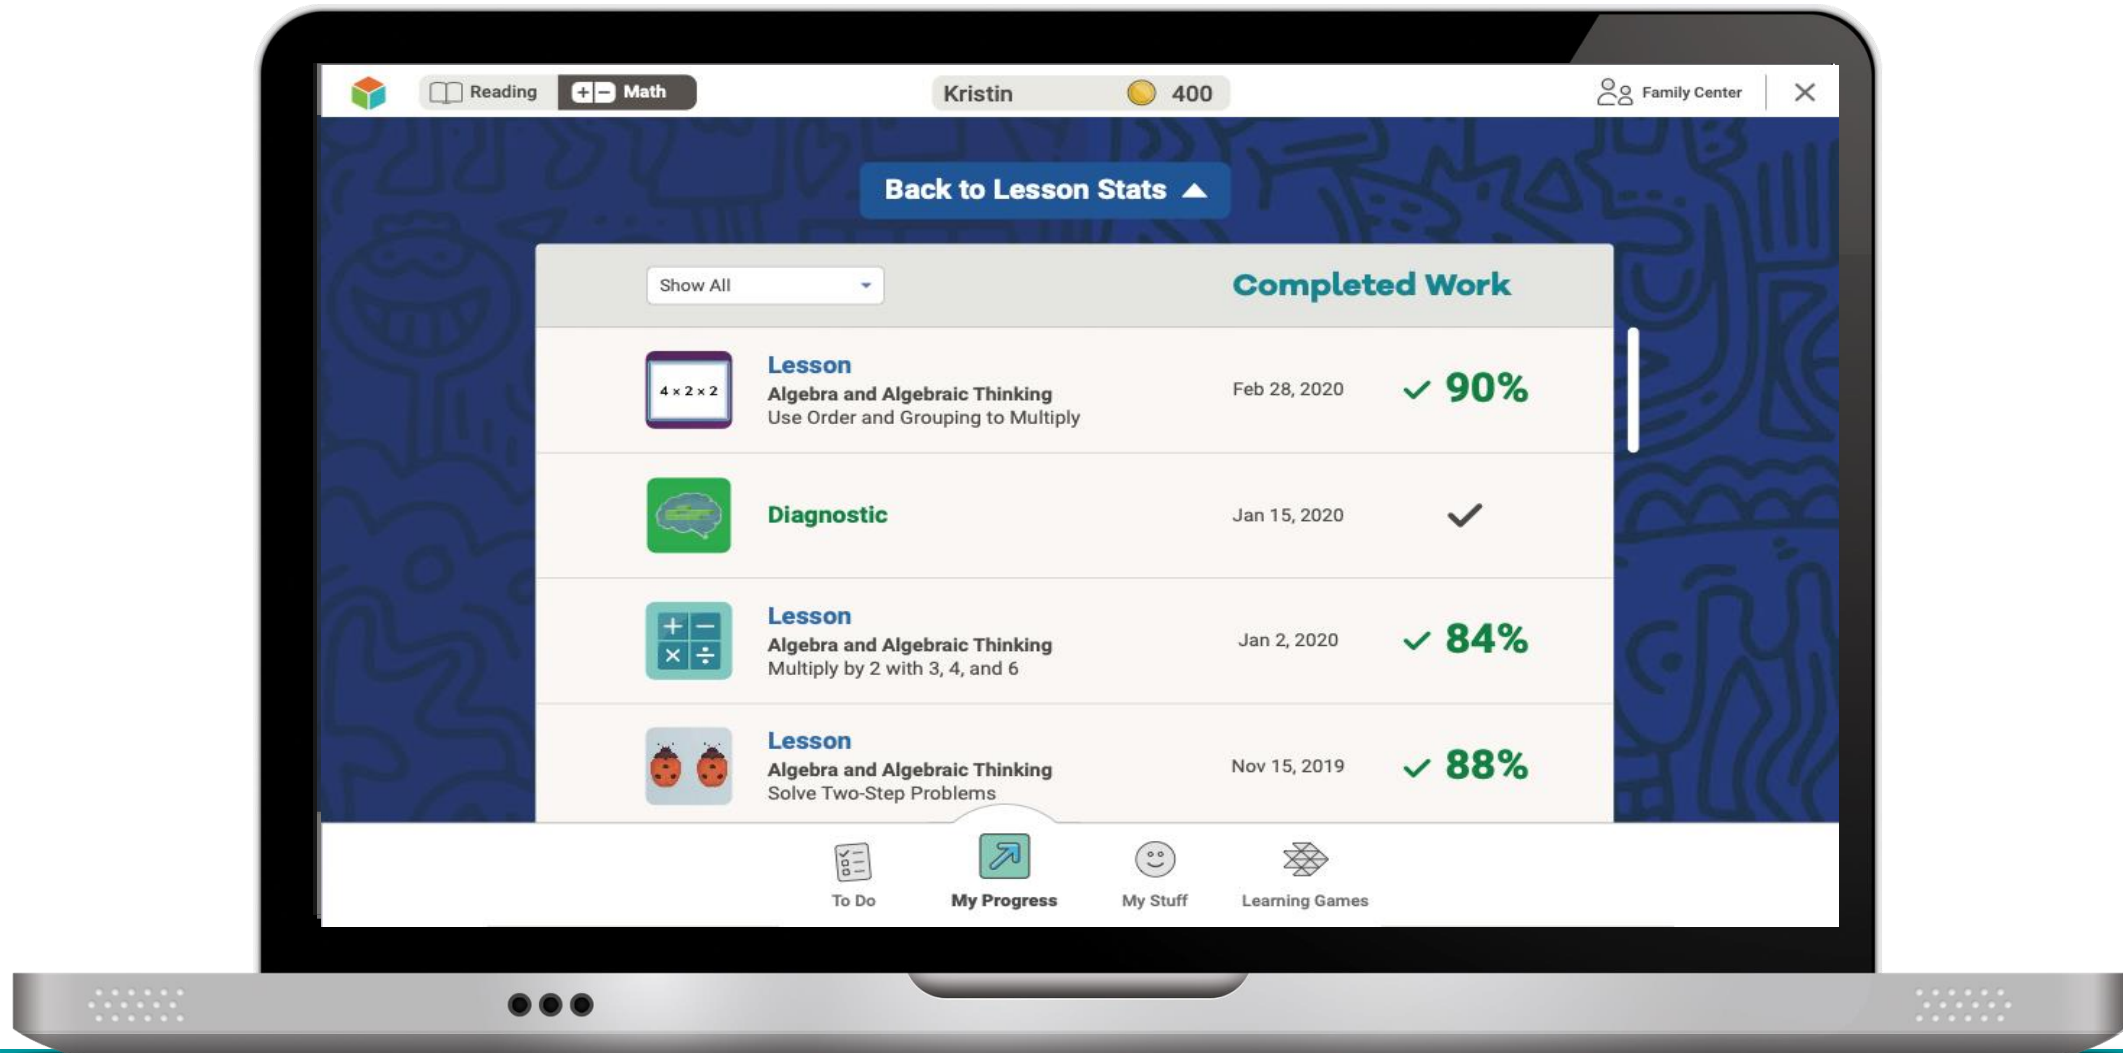 Reading
Math
Kristin
400
Family Center
Back to Lesson Stats
Show All
Completed Work
4 × 2 × 2
Lesson
Algebra and Algebraic Thinking
Use Order and Grouping to Multiply
Feb 28, 2020
90%
Diagnostic
Jan 15, 2020
Lesson
Algebra and Algebraic Thinking
Multiply by 2 with 3, 4, and 6
Jan 2, 2020
84%
Lesson
Algebra and Algebraic Thinking
Solve Two-Step Problems
Nov 15, 2019
88%
To Do
My Progress
My Stuff
Learning Games